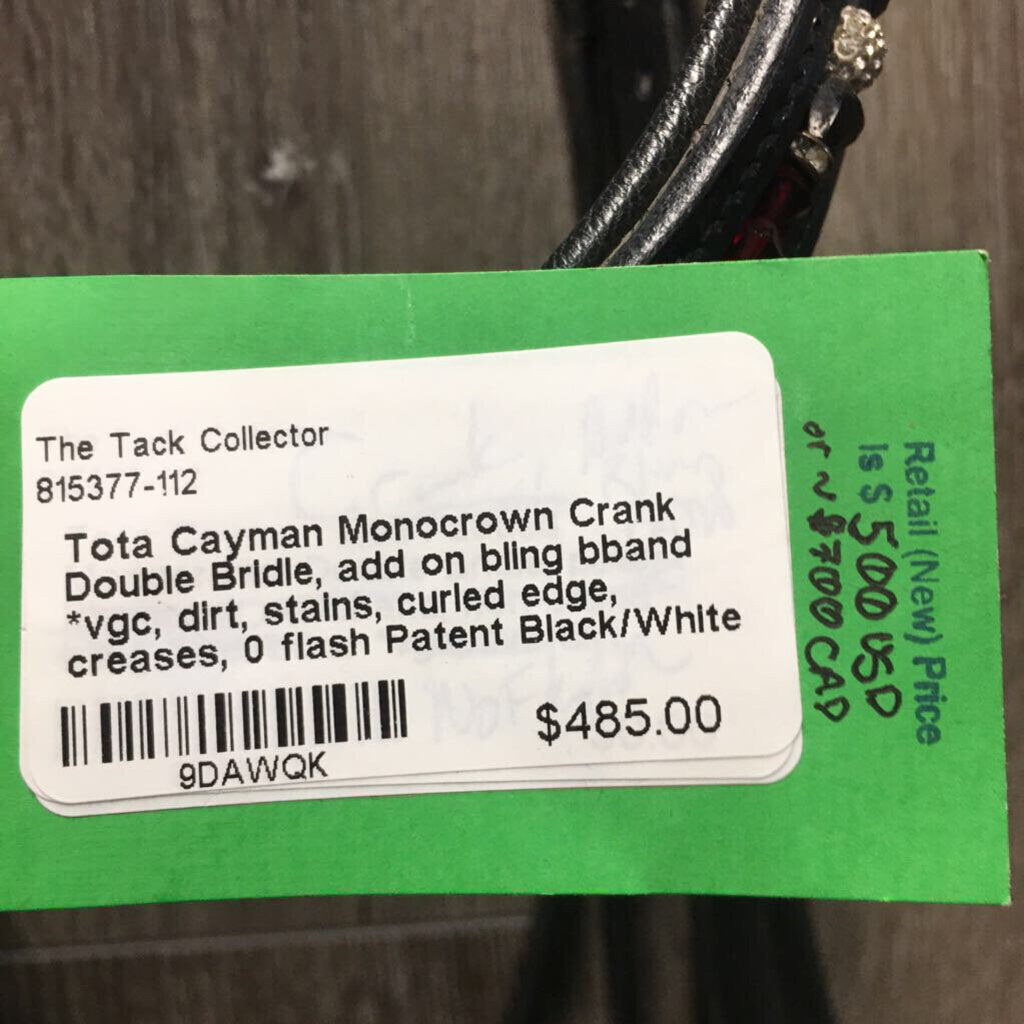 The Tack Collector
815377-112
Tota Cayman Monocrown Crank
Double Bridle, add on bling bband
*vgc, dirt, stains, curled edge,
creases, 0 flash Patent Black/White
9DAWQK
$485.00
Retail (New) Price
Is $ 500 USD
or ~ $700 CAD